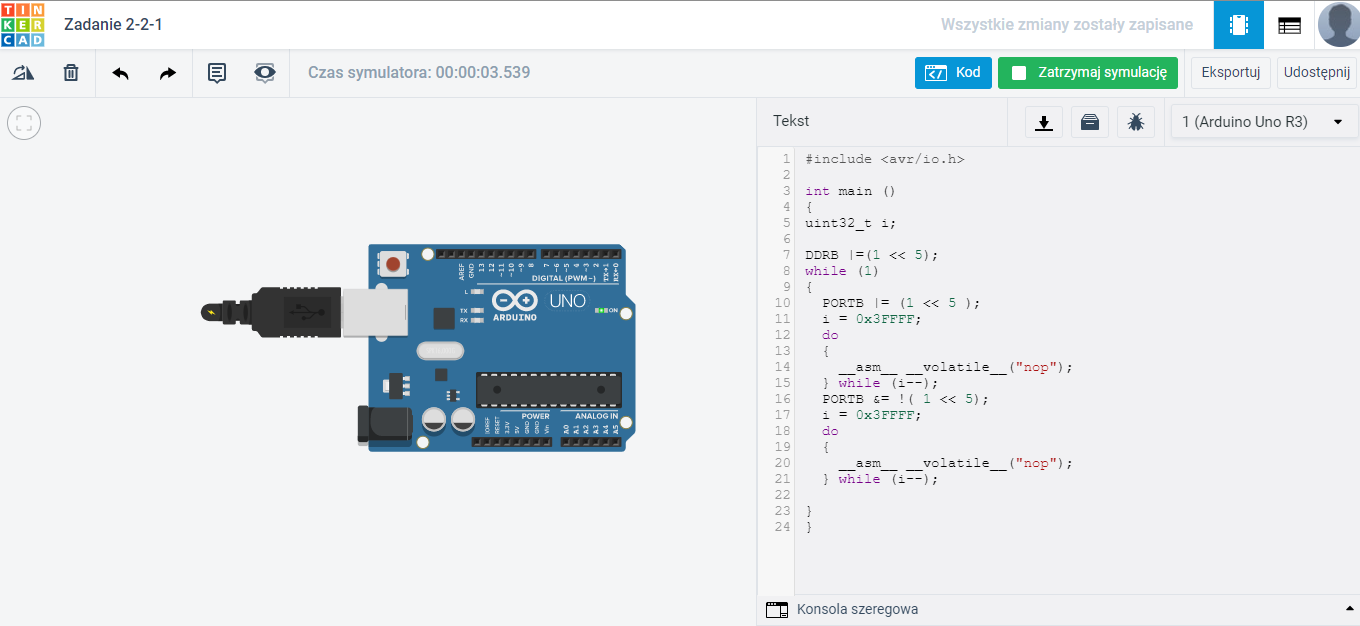 TIN
KER
CAD
Zadanie 2-2-1
Wszystkie zmiany zostały zapisane
Czas symulatora: 00:00:03.539
Kod
Zatrzymaj symulację
Eksportuj
Udostępnij
Tekst
1 (Arduino Uno R3)
AREF
GND
13
12
~11
~10
~9
8
7
~6
~5
4
~3
2
TX→1
RX←0
DIGITAL (PWM~)
L
TX
RX
UNO
ARDUINO
ON
POWER
ANALOG IN
IOREF
RESET
3.3V
5V
GND
GND
Vin
A0
A1
A2
A3
A4
A5
1 #include <avr/io.h>
2
3 int main ()
4 {
5 uint32_t i;
6
7 DDRB |=(1 << 5);
8 while (1)
9 {
10 PORTB |= (1 << 5 );
11 i = 0x3FFFF;
12 do
13 {
14 __asm__ __volatile__("nop");
15 } while (i--);
16 PORTB &= !( 1 << 5);
17 i = 0x3FFFF;
18 do
19 {
20 __asm__ __volatile__("nop");
21 } while (i--);
22
23 }
24 }
Konsola szeregowa